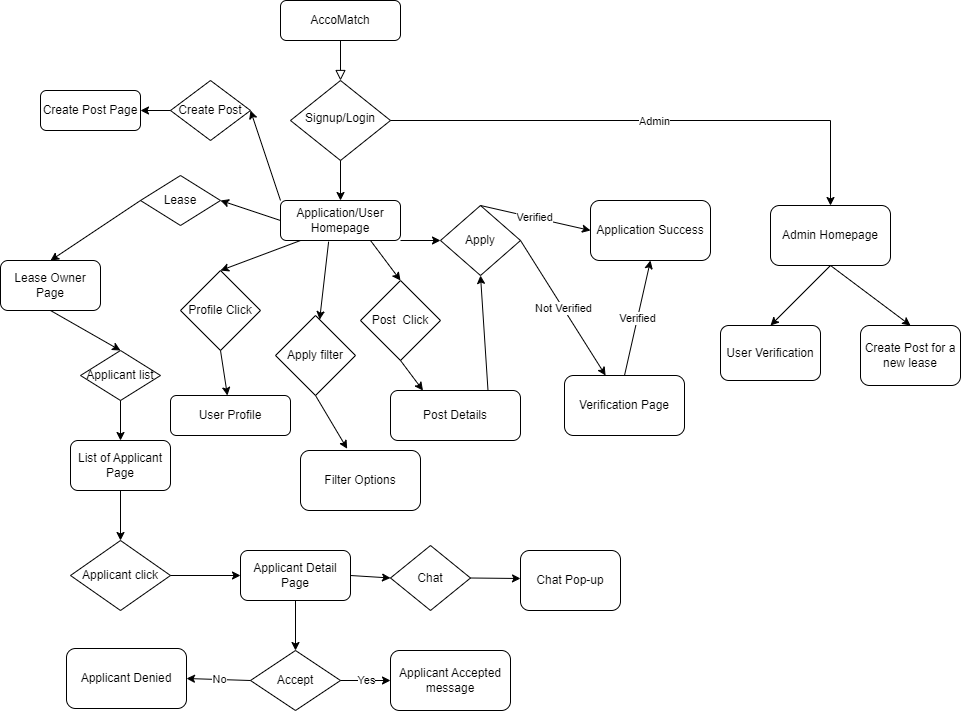 AccoMatch
Create Post Page
Create Post
Signup/Login
Admin
Lease
Application/User
Homepage
Apply
Verified
Application Success
Admin Homepage
Lease Owner
Page
Profile Click
Post Click
Not Verified
Verified
Apply filter
User Verification
Create Post for a
new lease
Applicant list
User Profile
Post Details
Verification Page
List of Applicant
Page
Filter Options
Applicant click
Applicant Detail
Page
Chat
Chat Pop-up
Applicant Denied
No
Accept
Yes
Applicant Accepted
message